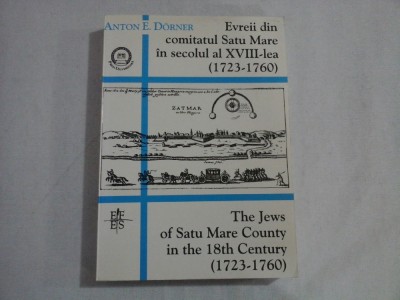 ANTON E. DÖRNER
Evreii din
comitatul Satu Mare
în secolul al XVIII-lea
(1723-1760)
ZATMAR
E F
E S
The Jews
of Satu Mare County
in the 18th Century
(1723-1760)